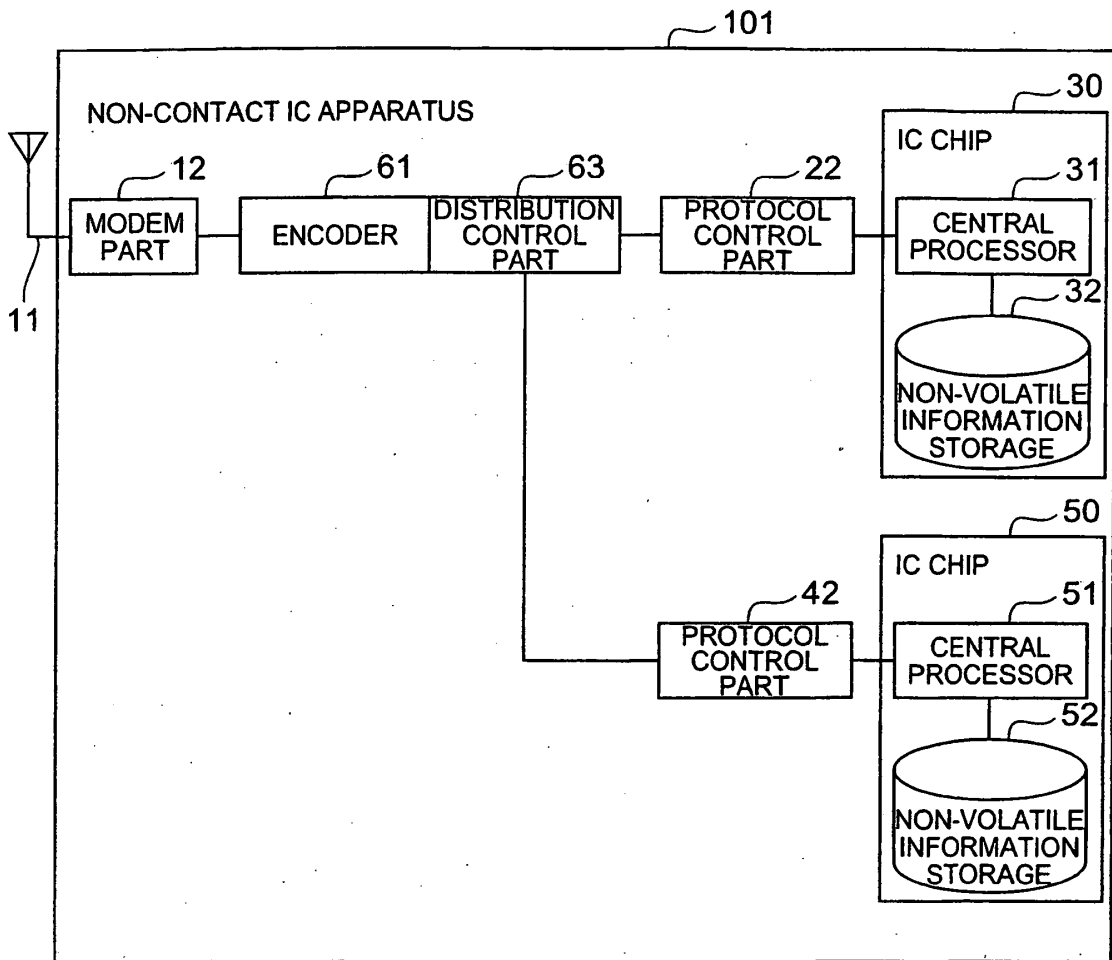 101
NON-CONTACT IC APPARATUS
30
IC CHIP
12
61
63
22
31
MODEM
PART
ENCODER
DISTRIBUTION
CONTROL
PART
PROTOCOL
CONTROL
PART
CENTRAL
PROCESSOR
11
32
NON-VOLATILE
INFORMATION
STORAGE
50
IC CHIP
42
51
PROTOCOL
CONTROL
PART
CENTRAL
PROCESSOR
52
NON-VOLATILE
INFORMATION
STORAGE